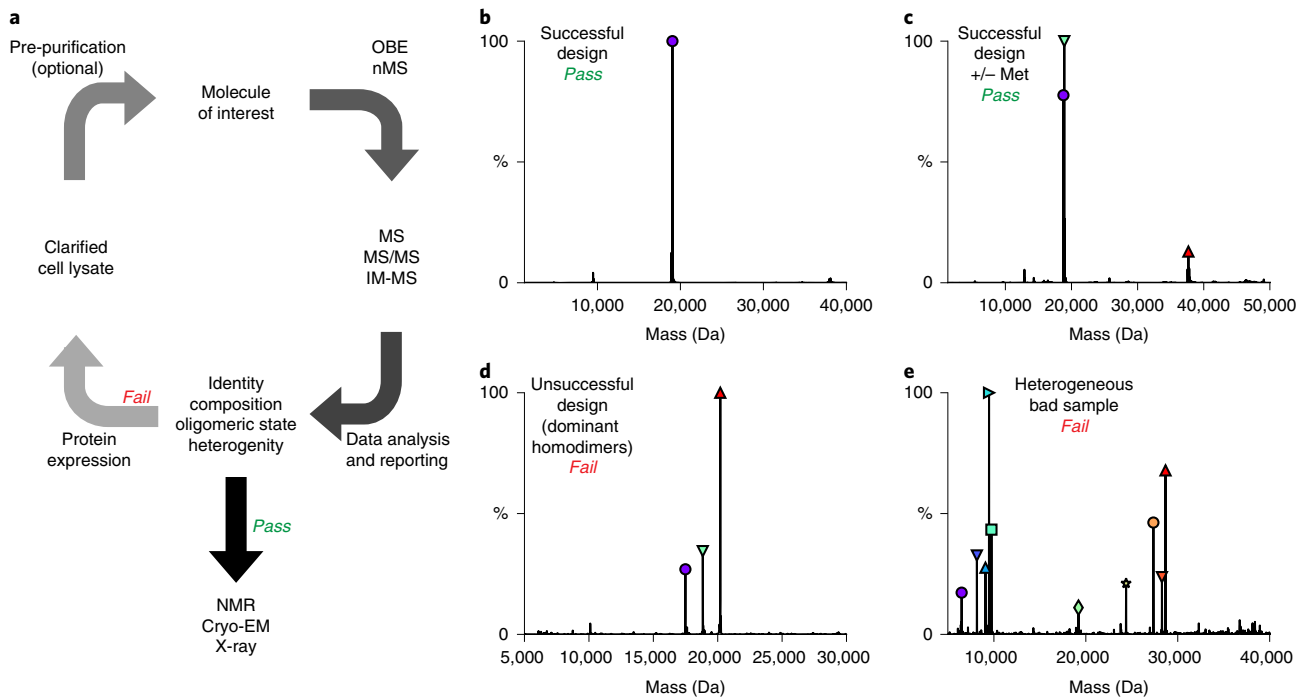 a
Pre-purification
(optional)
OBE
nMS
Molecule
of interest
Clarified
cell lysate
MS
MS/MS
IM-MS
Fail
Identity
composition
oligomeric state
heterogenity
Protein
expression
Data analysis
and reporting
Pass
NMR
Cryo-EM
X-ray
b
Successful
design
Pass
100
%
0
10,000 20,000 30,000 40,000
Mass (Da)
c
Successful
design
+/– Met
Pass
100
%
0
10,000 20,000 30,000 40,000 50,000
Mass (Da)
d
Unsuccessful
design
(dominant
homodimers)
Fail
100
%
0
5,000 10,000 15,000 20,000 25,000 30,000
Mass (Da)
e
Heterogeneous
bad sample
Fail
100
%
0
10,000 20,000 30,000 40,000
Mass (Da)